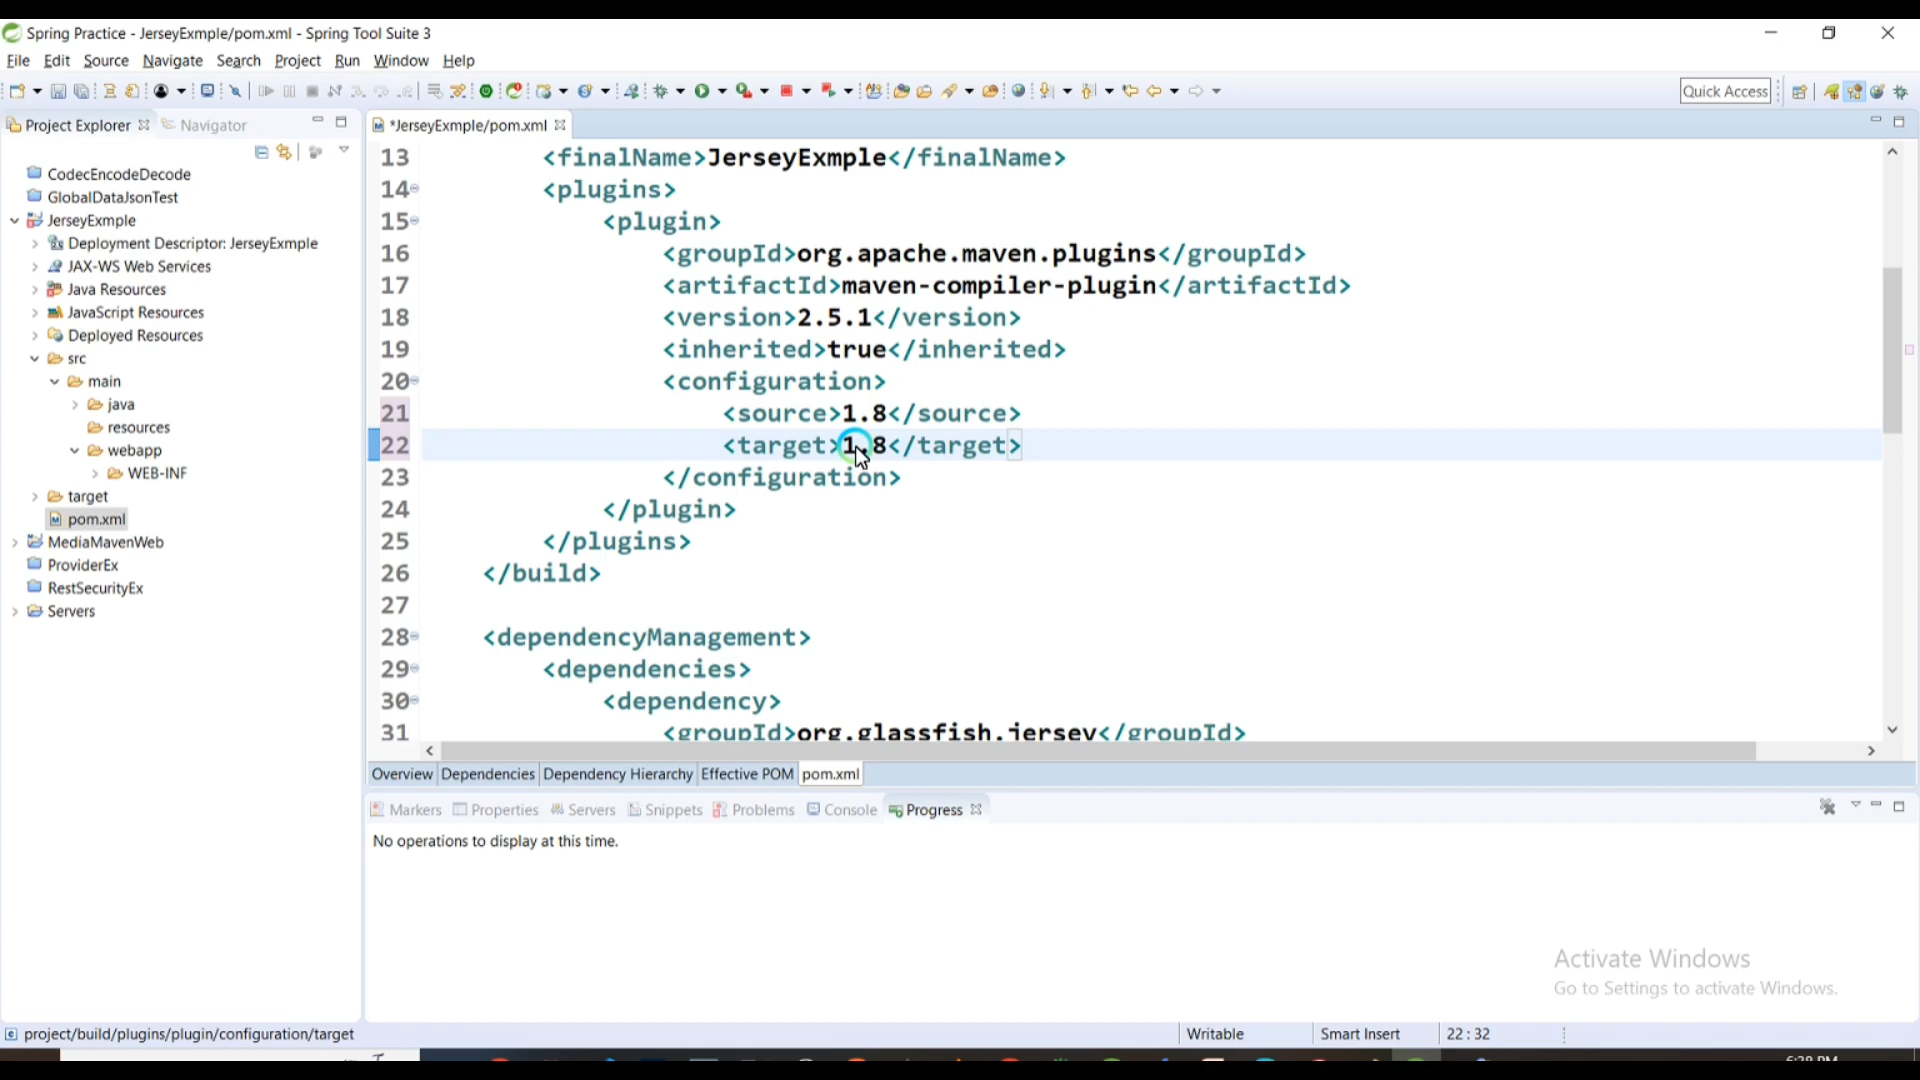 Spring Practice - JerseyExmple/pom.xml - Spring Tool Suite 3
File Edit Source Navigate Search Project Run Window Help
Quick Access
Project Explorer Navigator
*JerseyExmple/pom.xml
CodecEncodeDecode
GlobalDataJsonTest
JerseyExmple
Deployment Descriptor: JerseyExmple
JAX-WS Web Services
Java Resources
JavaScript Resources
Deployed Resources
src
main
java
resources
webapp
WEB-INF
target
pom.xml
MediaMavenWeb
ProviderEx
RestSecurityEx
Servers
13 <finalName>JerseyExmple</finalName>
14 <plugins>
15 <plugin>
16 <groupId>org.apache.maven.plugins</groupId>
17 <artifactId>maven-compiler-plugin</artifactId>
18 <version>2.5.1</version>
19 <inherited>true</inherited>
20 <configuration>
21 <source>1.8</source>
22 <target>1.8</target>
23 </configuration>
24 </plugin>
25 </plugins>
26 </build>
27
28 <dependencyManagement>
29 <dependencies>
30 <dependency>
31 <groupId>org.glassfish.jersey</groupId>
Overview Dependencies Dependency Hierarchy Effective POM pom.xml
Markers Properties Servers Snippets Problems Console Progress
No operations to display at this time.
Activate Windows
Go to Settings to activate Windows.
project/build/plugins/plugin/configuration/target Writable Smart Insert 22 : 32